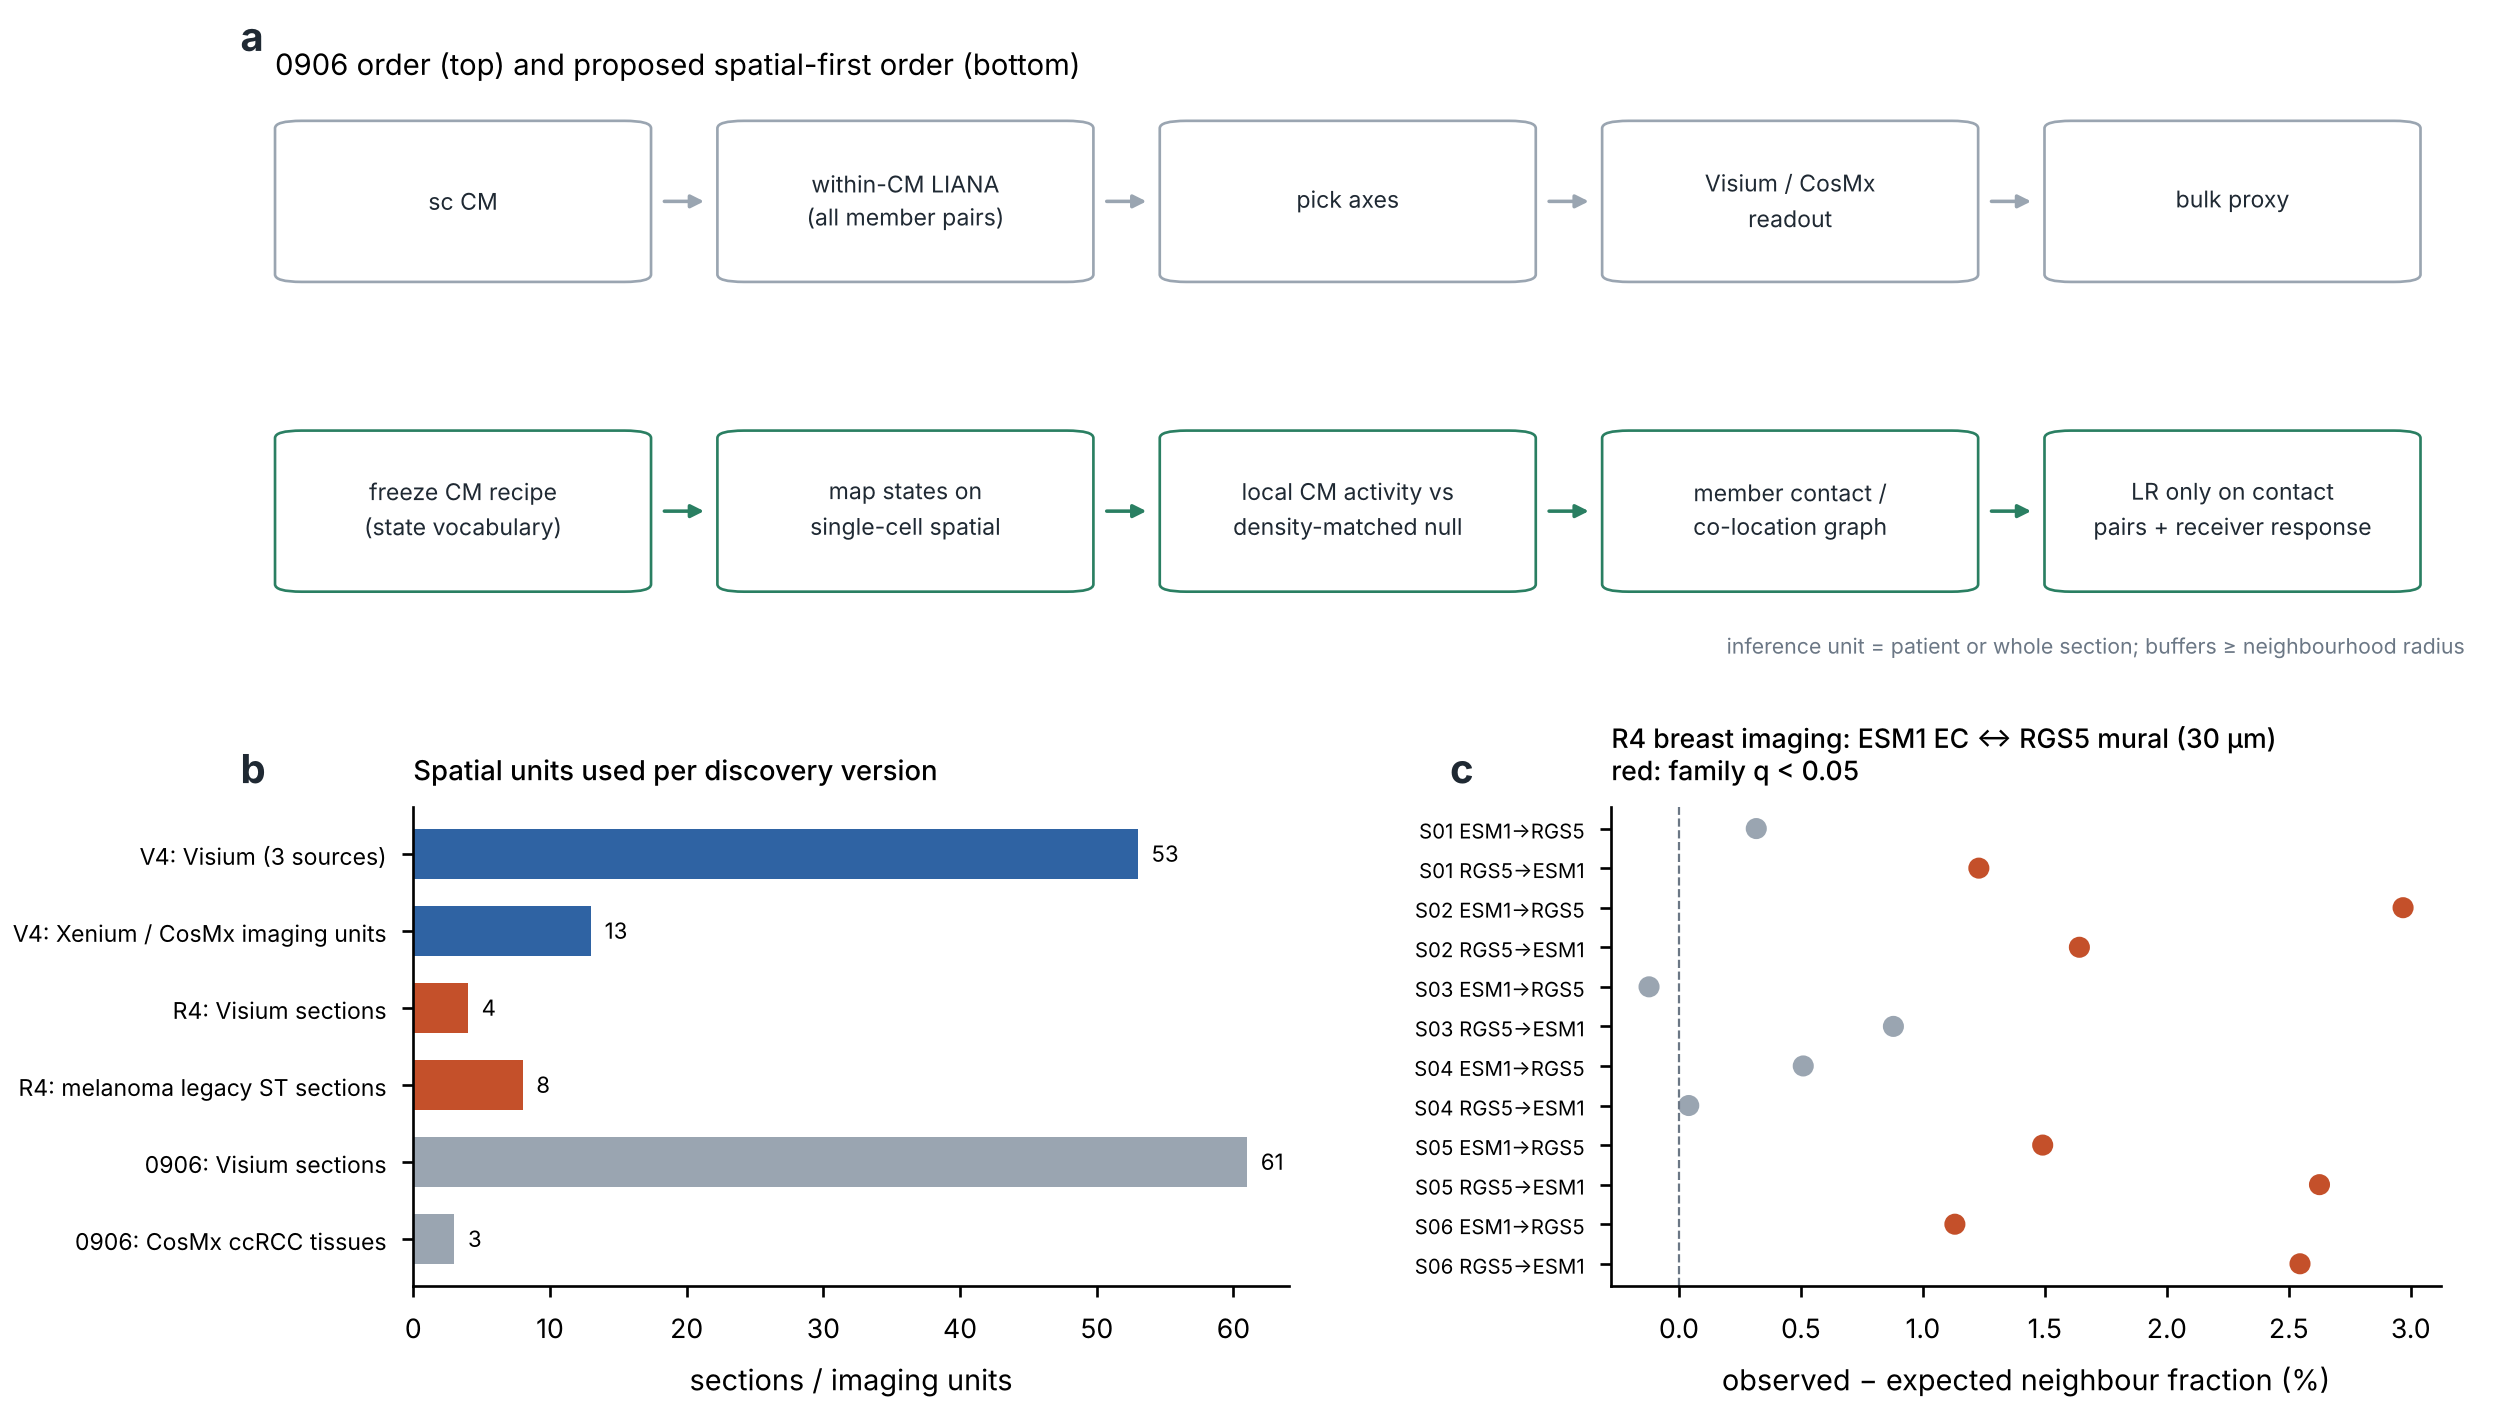 a
0906 order (top) and proposed spatial-first order (bottom)
sc CM
within-CM LIANA
(all member pairs)
pick axes
Visium / CosMx
readout
bulk proxy
freeze CM recipe
(state vocabulary)
map states on
single-cell spatial
local CM activity vs
density-matched null
member contact /
co-location graph
LR only on contact
pairs + receiver response
inference unit = patient or whole section; buffers ≥ neighbourhood radius
b
Spatial units used per discovery version
V4: Visium (3 sources)
53
V4: Xenium / CosMx imaging units
13
R4: Visium sections
4
R4: melanoma legacy ST sections
8
0906: Visium sections
61
0906: CosMx ccRCC tissues
3
0 10 20 30 40 50 60
sections / imaging units
c
R4 breast imaging: ESM1 EC ↔ RGS5 mural (30 µm)
red: family q < 0.05
S01 ESM1→RGS5
S01 RGS5→ESM1
S02 ESM1→RGS5
S02 RGS5→ESM1
S03 ESM1→RGS5
S03 RGS5→ESM1
S04 ESM1→RGS5
S04 RGS5→ESM1
S05 ESM1→RGS5
S05 RGS5→ESM1
S06 ESM1→RGS5
S06 RGS5→ESM1
0.0 0.5 1.0 1.5 2.0 2.5 3.0
observed − expected neighbour fraction (%)